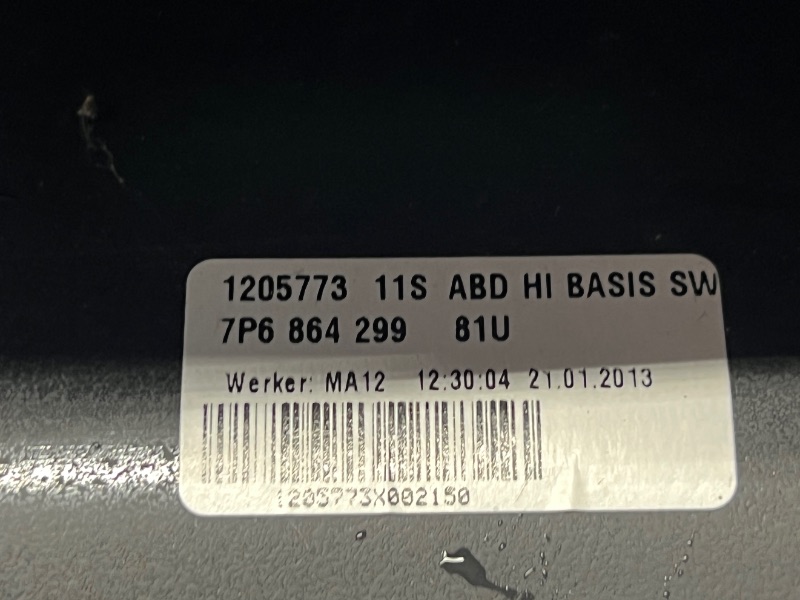 1205773 11S ABD HI BASIS SW
7P6 864 299 81U
Werker: MA12 12:30:04 21.01.2013
1205773X002150